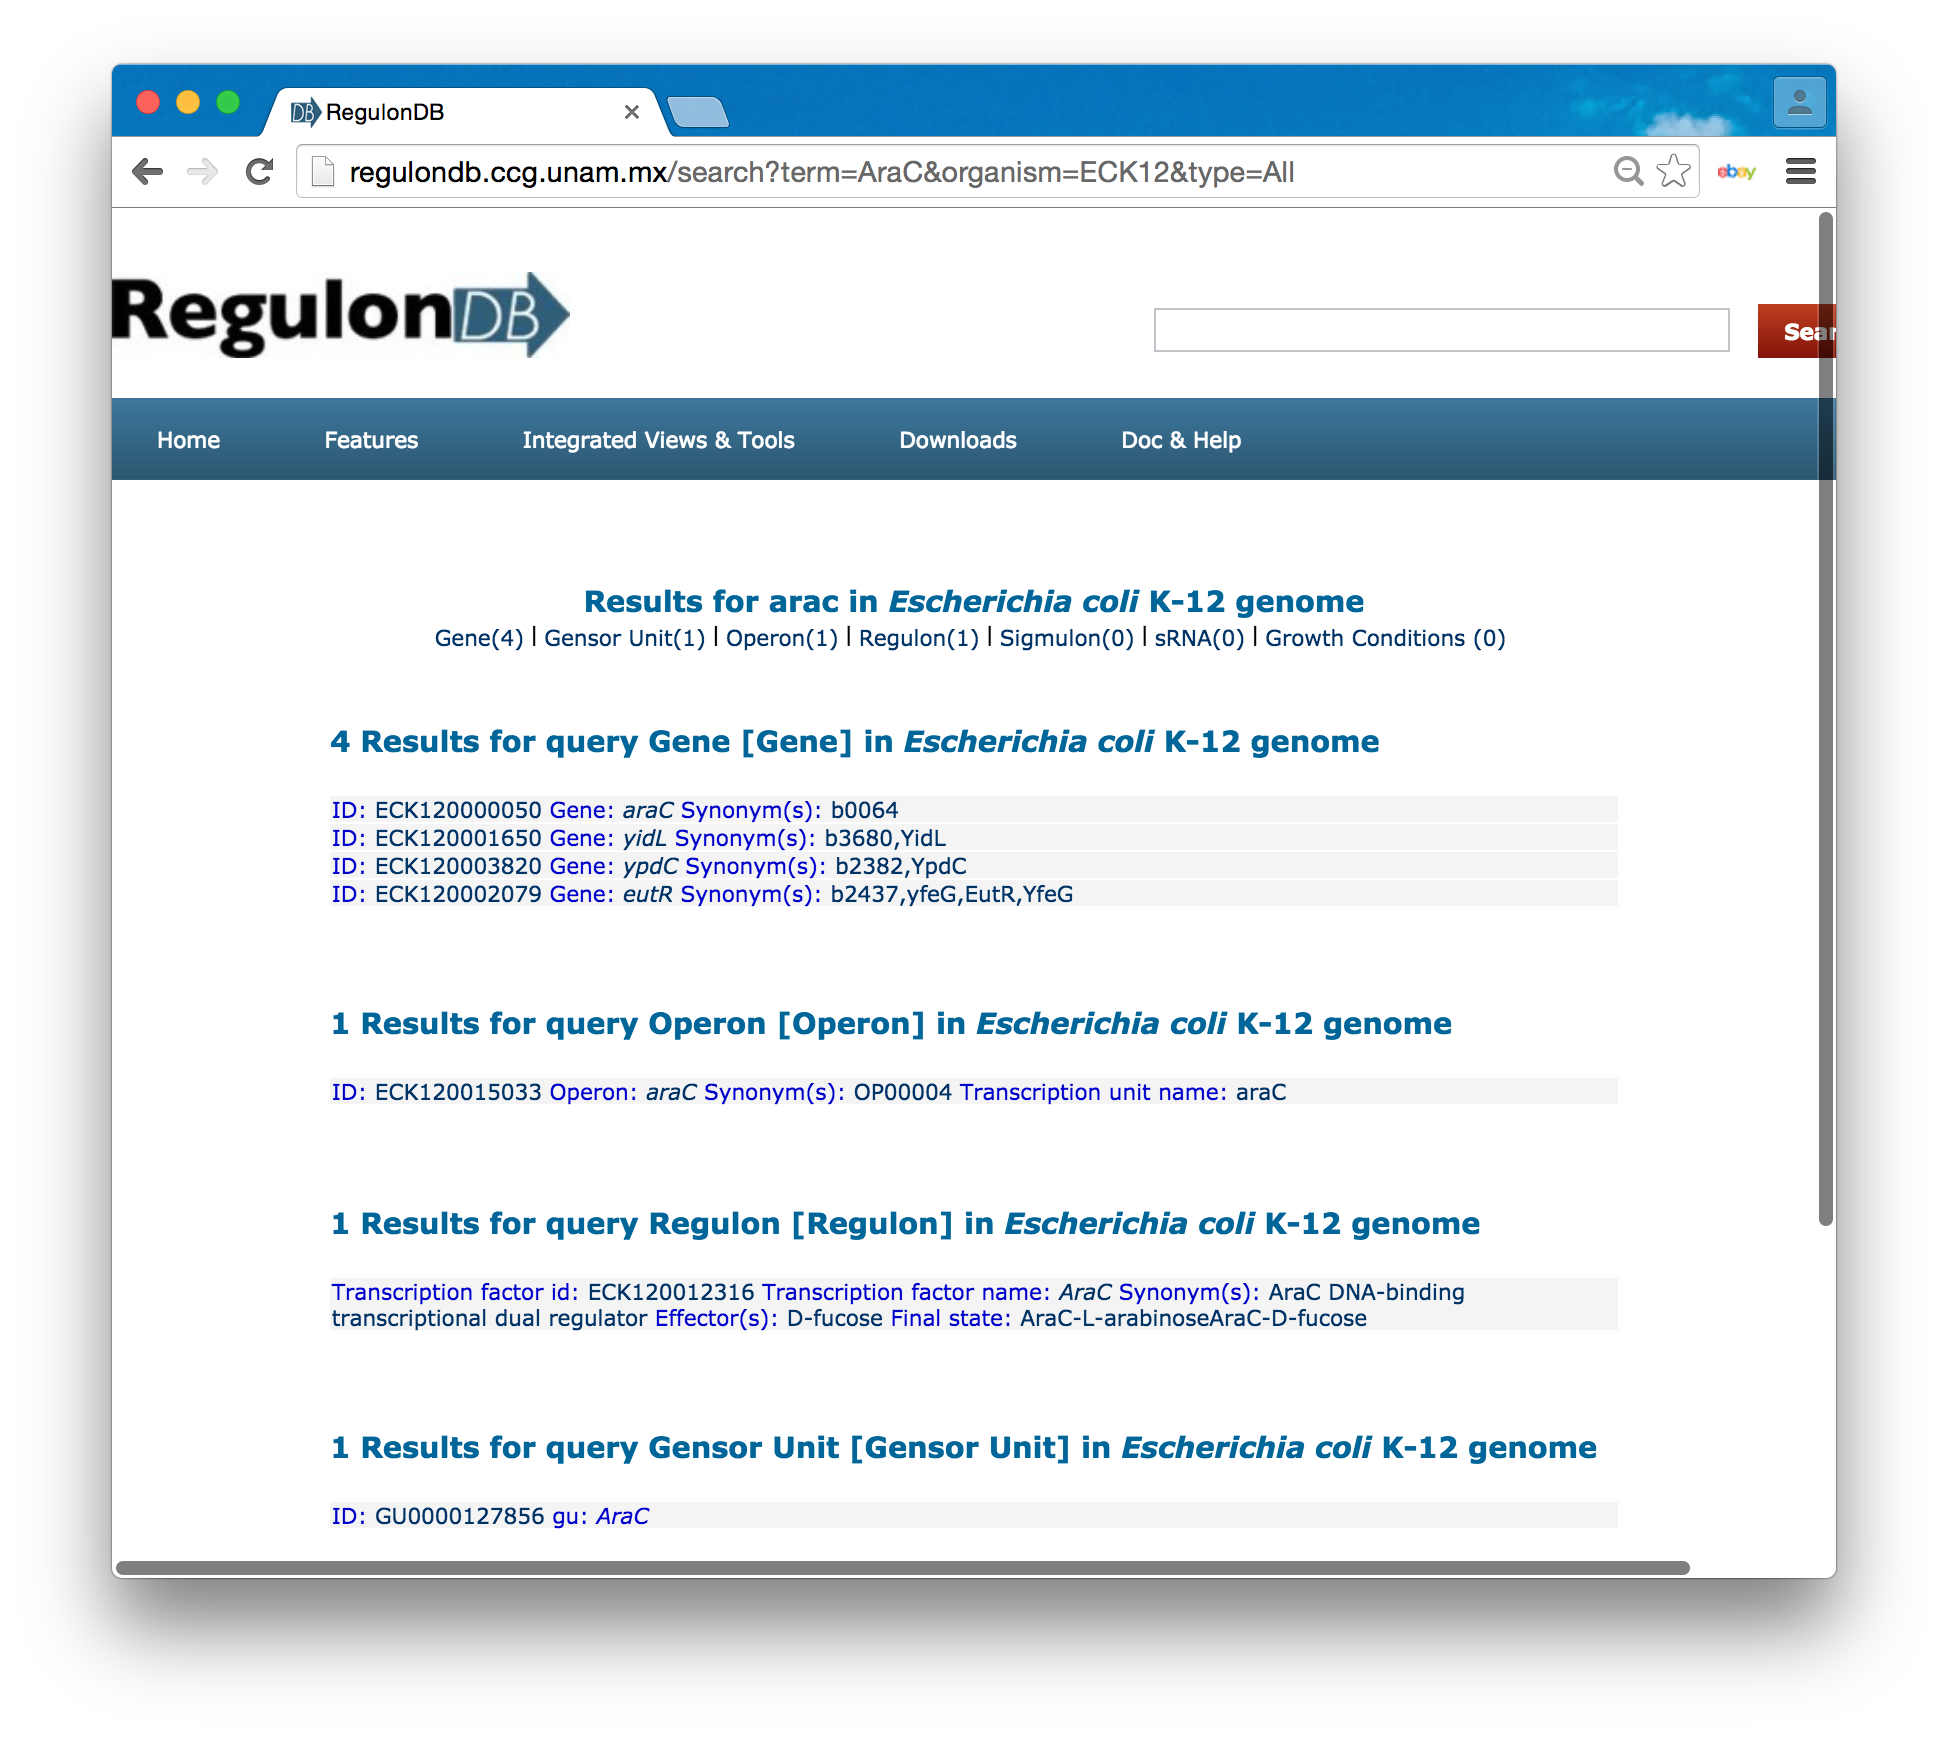 RegulonDB
regulondb.ccg.unam.mx/search?term=AraC&organism=ECK12&type=All
ebay
RegulonDB
Sear
Home Features Integrated Views & Tools Downloads Doc & Help
Results for arac in Escherichia coli K-12 genome
Gene(4) | Gensor Unit(1) | Operon(1) | Regulon(1) | Sigmulon(0) | sRNA(0) | Growth Conditions (0)
4 Results for query Gene [Gene] in Escherichia coli K-12 genome
ID: ECK120000050 Gene: araC Synonym(s): b0064
ID: ECK120001650 Gene: yidL Synonym(s): b3680,YidL
ID: ECK120003820 Gene: ypdC Synonym(s): b2382,YpdC
ID: ECK120002079 Gene: eutR Synonym(s): b2437,yfeG,EutR,YfeG
1 Results for query Operon [Operon] in Escherichia coli K-12 genome
ID: ECK120015033 Operon: araC Synonym(s): OP00004 Transcription unit name: araC
1 Results for query Regulon [Regulon] in Escherichia coli K-12 genome
Transcription factor id: ECK120012316 Transcription factor name: AraC Synonym(s): AraC DNA-binding
transcriptional dual regulator Effector(s): D-fucose Final state: AraC-L-arabinoseAraC-D-fucose
1 Results for query Gensor Unit [Gensor Unit] in Escherichia coli K-12 genome
ID: GU0000127856 gu: AraC